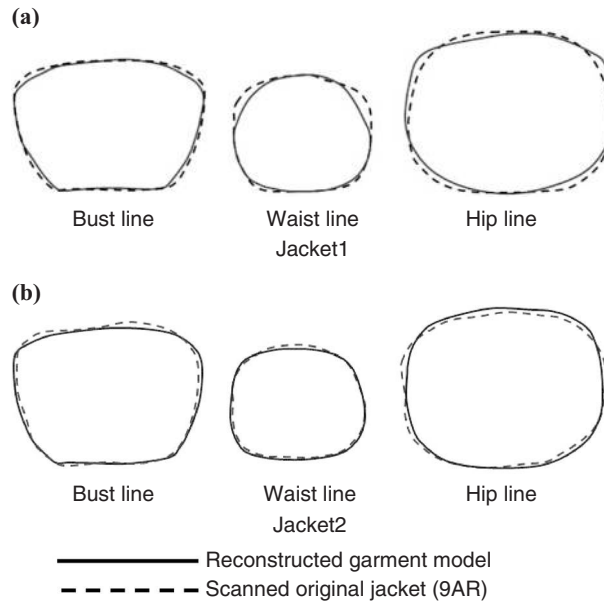 (a)
Bust line Waist line Hip line
Jacket1
(b)
Bust line Waist line Hip line
Jacket2
Reconstructed garment model
Scanned original jacket (9AR)